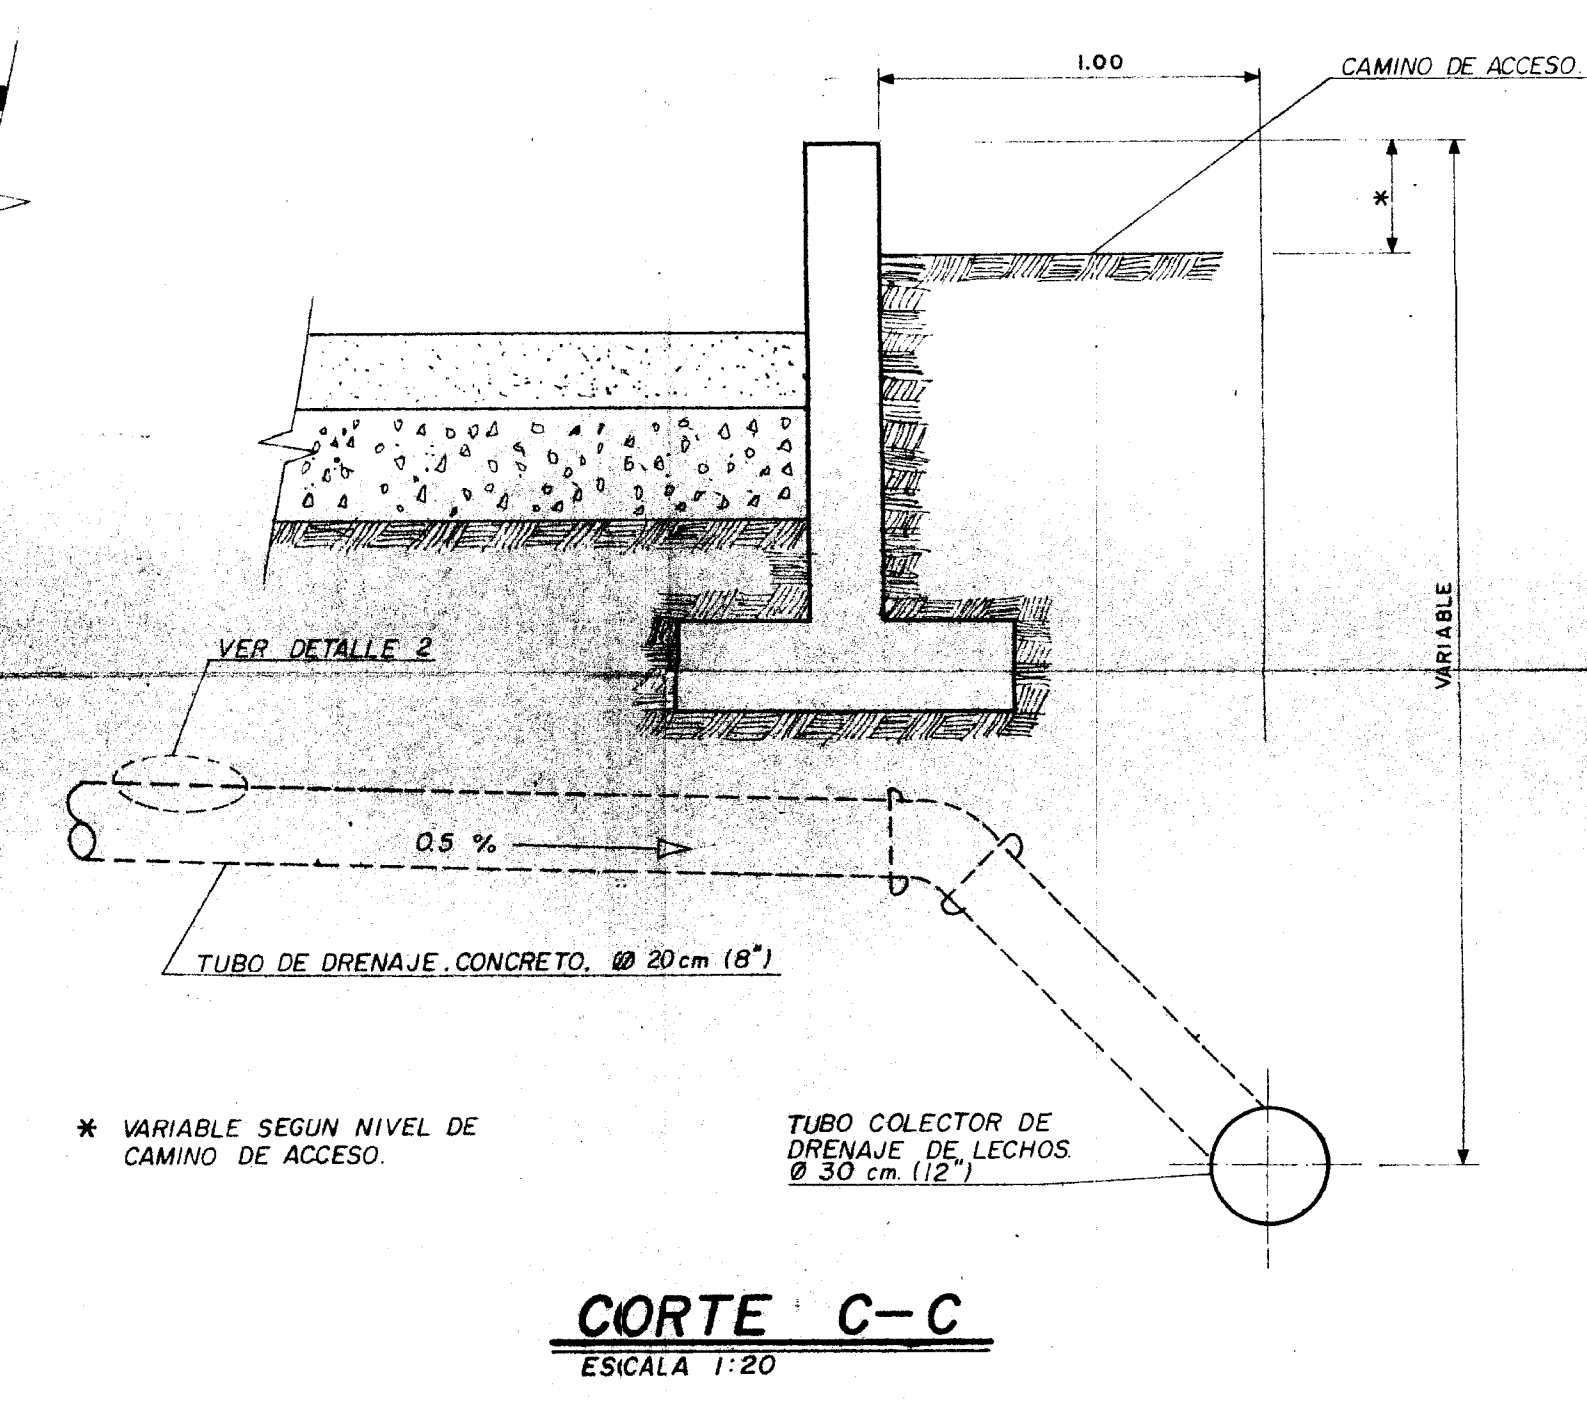 1.00
CAMINO DE ACCESO.
*
VARIABLE
VER DETALLE 2
0.5 %
TUBO DE DRENAJE. CONCRETO. Ø 20 cm (8")
* VARIABLE SEGUN NIVEL DE
CAMINO DE ACCESO.
TUBO COLECTOR DE
DRENAJE DE LECHOS.
Ø 30 cm. (12")
CORTE C-C
ESCALA 1:20